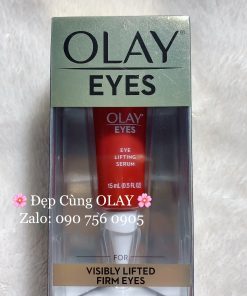 OLAY®
EYES
OLAY
EYES
EYE
LIFTING
SERUM
15 mL (0.5 FL OZ)
🌸 Đẹp Cùng OLAY 🌸
Zalo: 090 756 0905
FOR
VISIBLY LIFTED
FIRM EYES